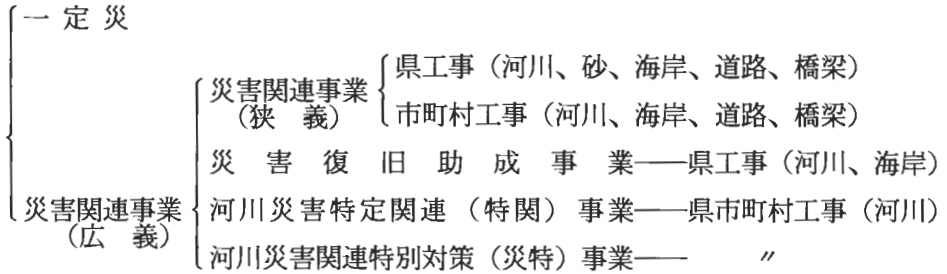 一定災
災害関連事業
(狭義)
県工事(河川、砂、海岸、道路、橋梁)
市町村工事(河川、海岸、道路、橋梁)
災害復旧助成事業――県工事(河川、海岸)
災害関連事業
(広義)
河川災害特定関連(特関)事業――県市町村工事(河川)
河川災害関連特別対策(災特)事業―― 〃